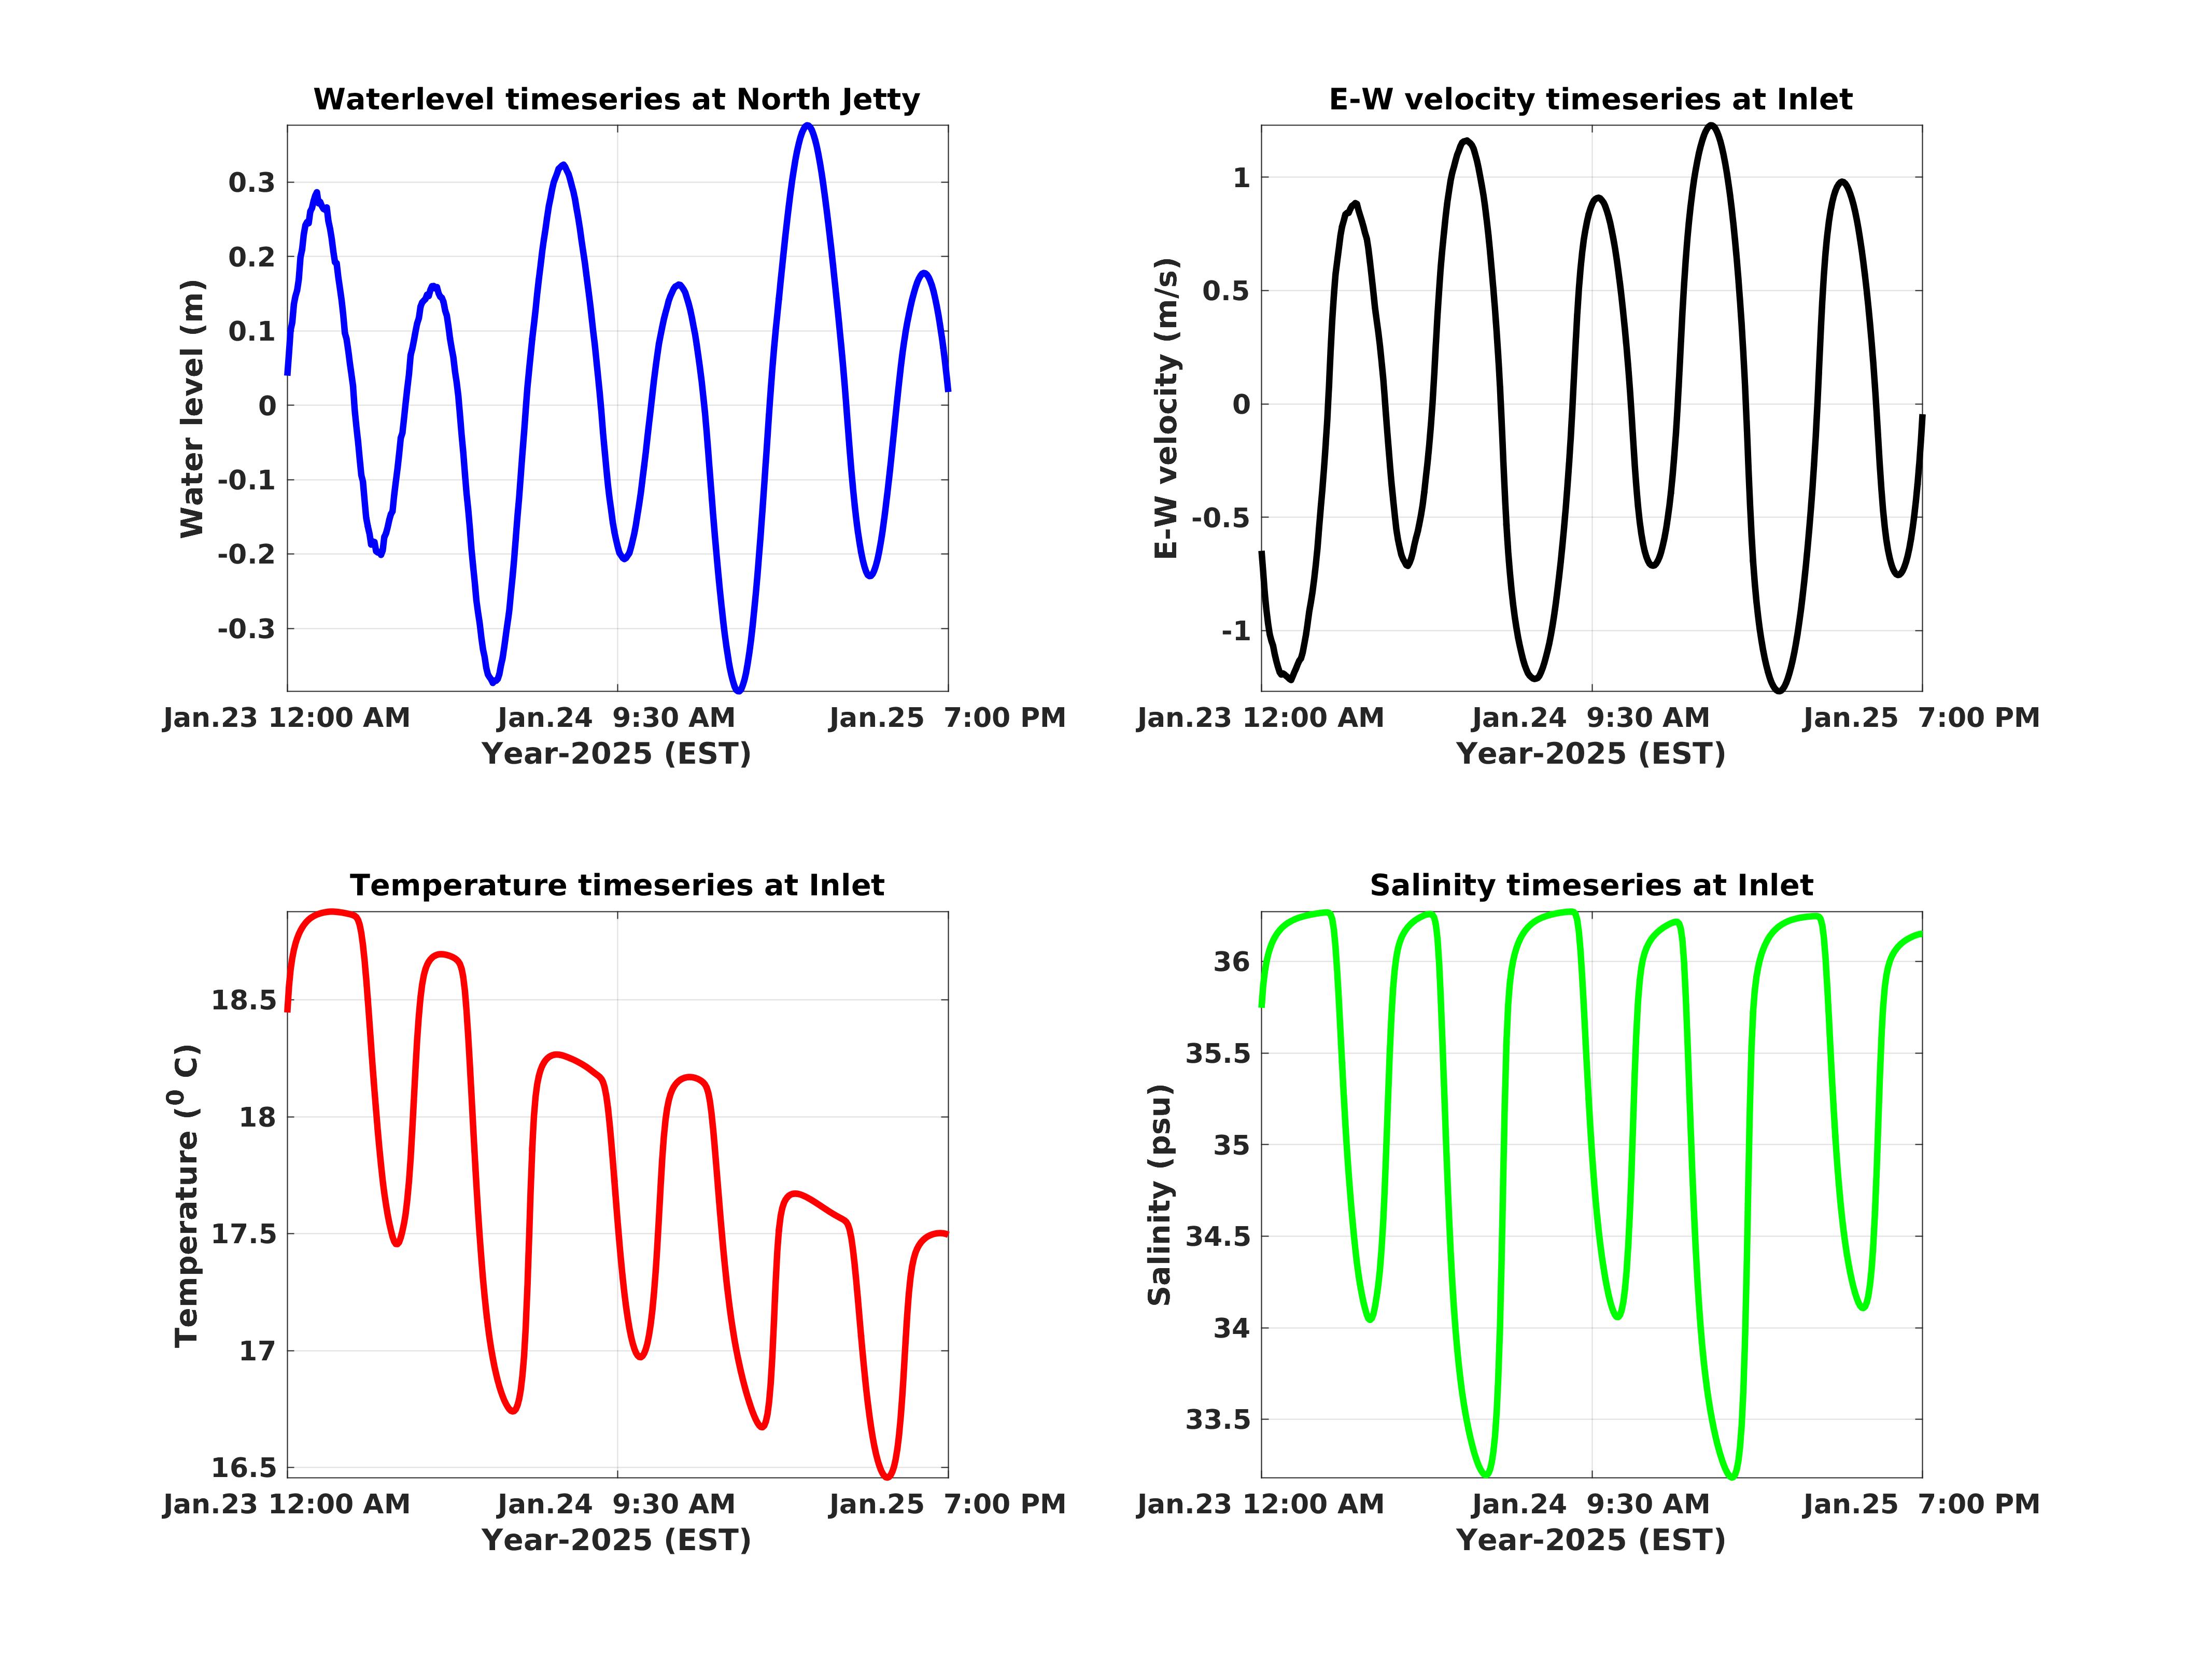 Waterlevel timeseries at North Jetty
0.3
0.2
0.1
0
-0.1
-0.2
-0.3
Water level (m)
Jan.23 12:00 AM Jan.24 9:30 AM Jan.25 7:00 PM
Year-2025 (EST)
E-W velocity timeseries at Inlet
1
0.5
0
-0.5
-1
E-W velocity (m/s)
Jan.23 12:00 AM Jan.24 9:30 AM Jan.25 7:00 PM
Year-2025 (EST)
Temperature timeseries at Inlet
18.5
18
17.5
17
16.5
Temperature (⁰ C)
Jan.23 12:00 AM Jan.24 9:30 AM Jan.25 7:00 PM
Year-2025 (EST)
Salinity timeseries at Inlet
36
35.5
35
34.5
34
33.5
Salinity (psu)
Jan.23 12:00 AM Jan.24 9:30 AM Jan.25 7:00 PM
Year-2025 (EST)